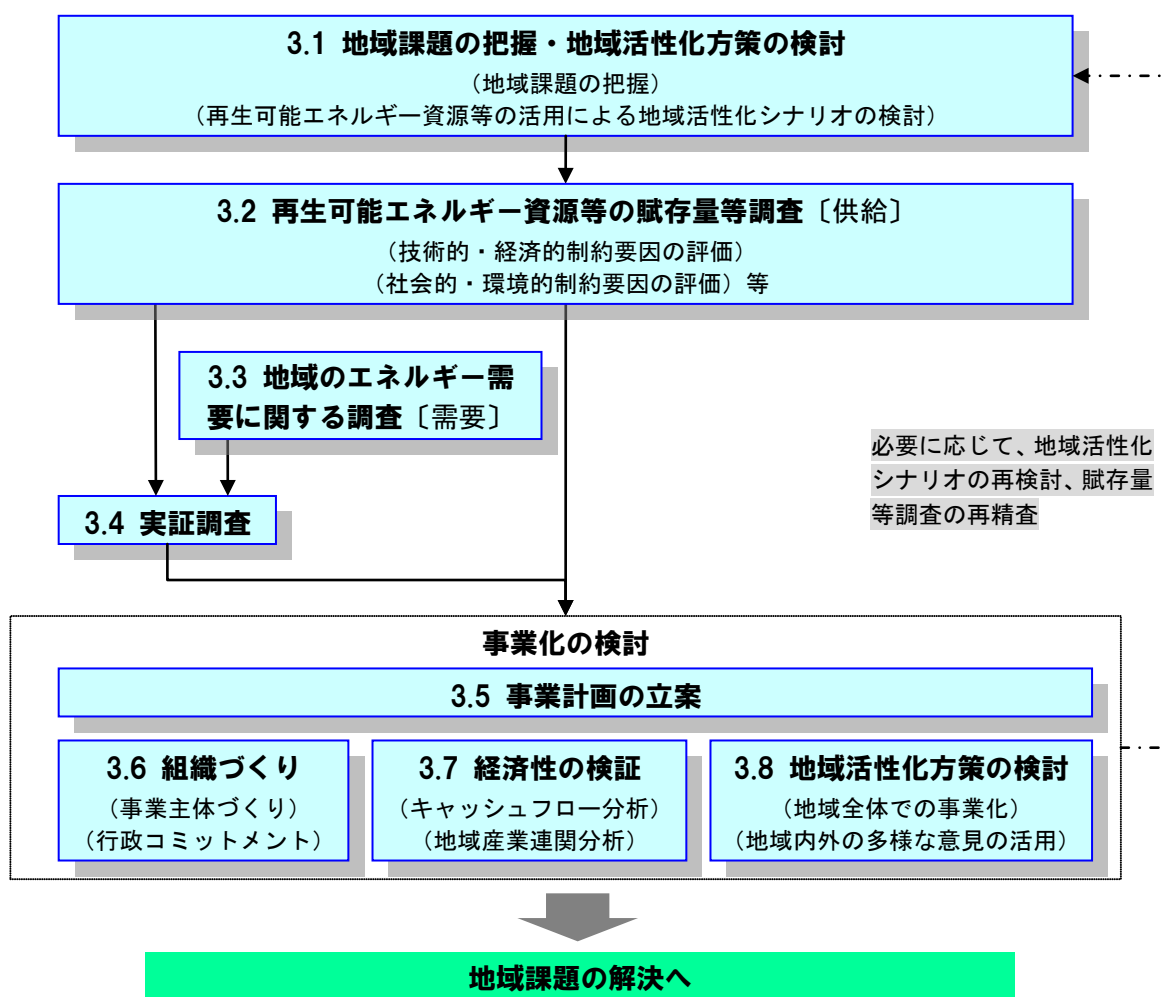 3.1 地域課題の把握・地域活性化方策の検討
（地域課題の把握）
（再生可能エネルギー資源等の活用による地域活性化シナリオの検討）
3.2 再生可能エネルギー資源等の賦存量等調査〔供給〕
（技術的・経済的制約要因の評価）
（社会的・環境的制約要因の評価）等
3.3 地域のエネルギー需
要に関する調査〔需要〕
必要に応じて、地域活性化
シナリオの再検討、賦存量
等調査の再精査
3.4 実証調査
事業化の検討
3.5 事業計画の立案
3.6 組織づくり
（事業主体づくり）
（行政コミットメント）
3.7 経済性の検証
（キャッシュフロー分析）
（地域産業連関分析）
3.8 地域活性化方策の検討
（地域全体での事業化）
（地域内外の多様な意見の活用）
地域課題の解決へ